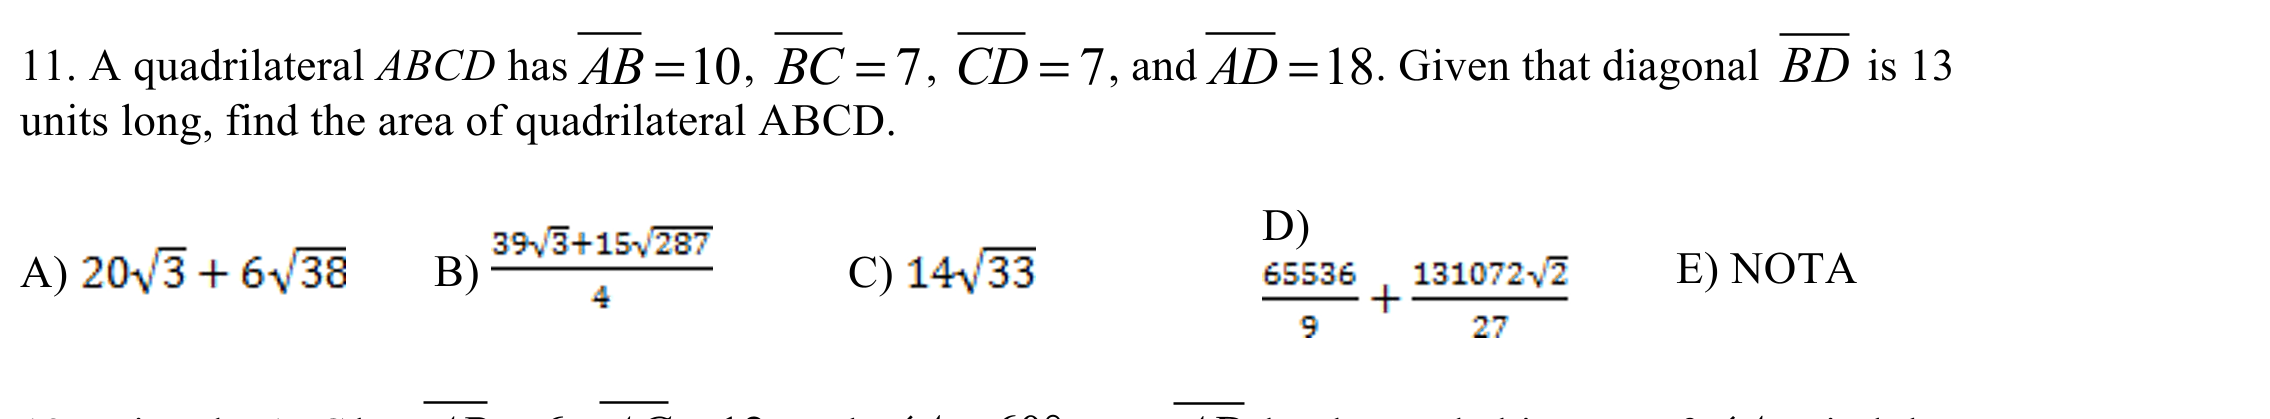 11. A quadrilateral ABCD has AB = 10, BC = 7, CD = 7, and AD = 18. Given that diagonal BD is 13
units long, find the area of quadrilateral ABCD.
A) 20√3 + 6√38 B) (39√3+15√287)/4 C) 14√33 D) 65536/9 + 131072√2/27 E) NOTA